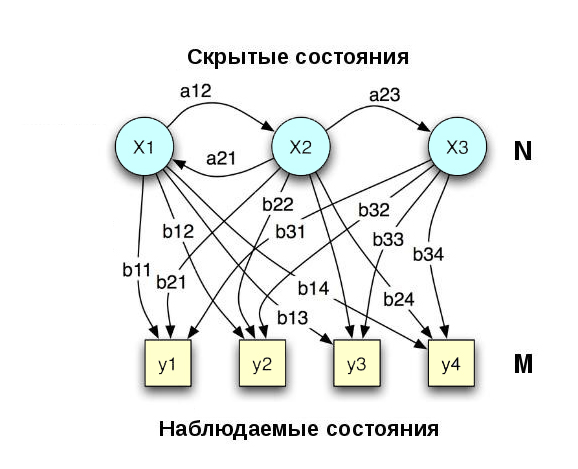 Скрытые состояния
a12
a23
X1
X2
X3
N
a21
b22
b32
b12
b31
b33
b34
b11
b21
b14
b24
b13
y1
y2
y3
y4
M
Наблюдаемые состояния